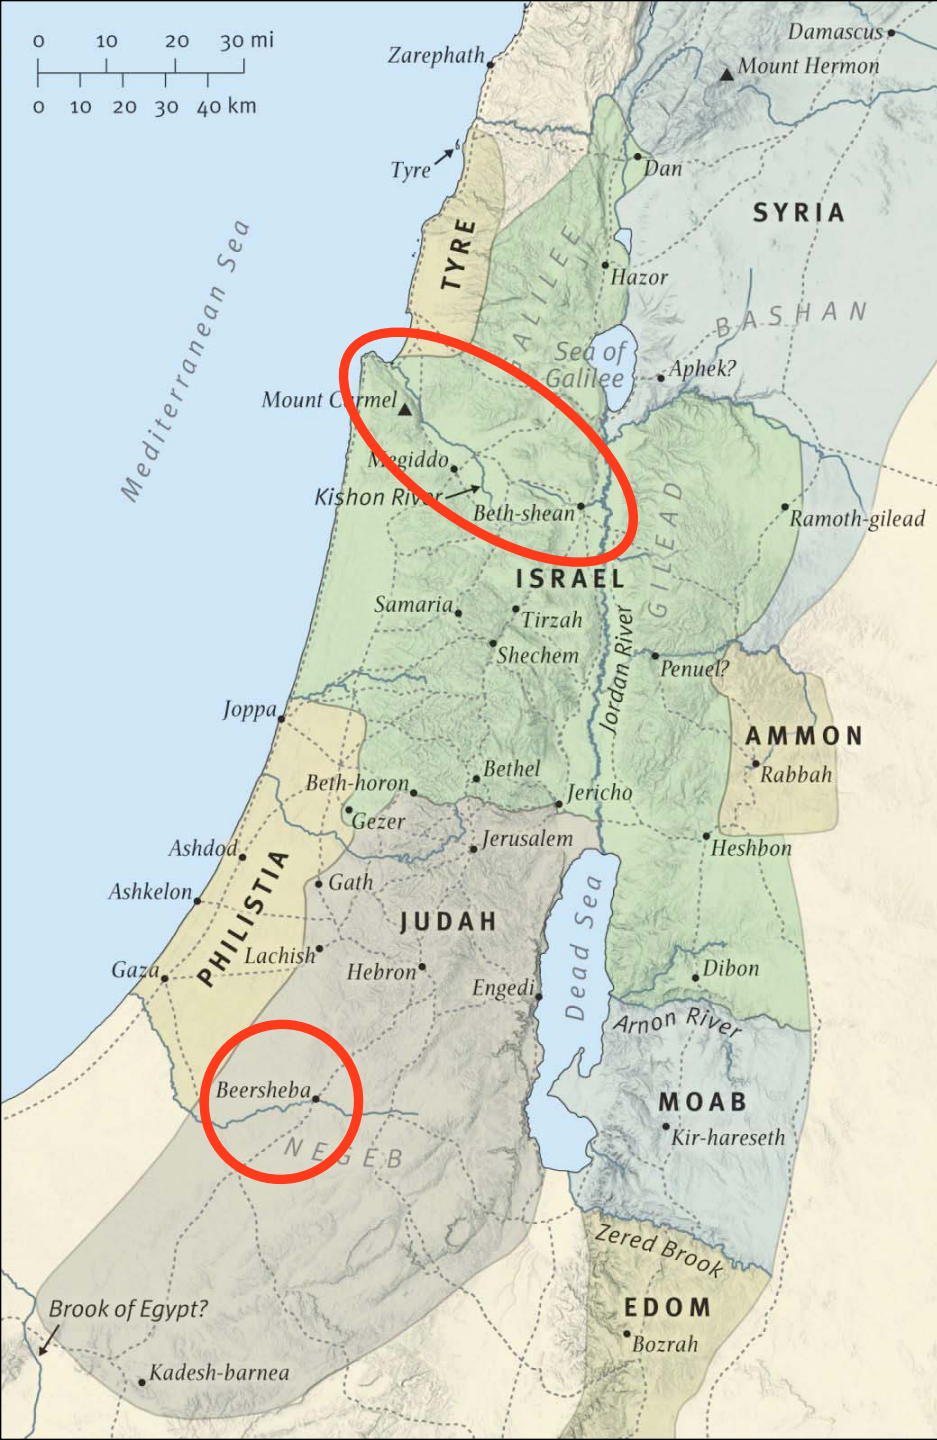 0 10 20 30 mi
0 10 20 30 40 km
Damascus
Zarephath
Mount Hermon
Tyre
Dan
SYRIA
TYRE
Mediterranean Sea
GALILEE
Hazor
BASHAN
Sea of
Galilee
Aphek?
Mount Carmel
Megiddo
Kishon River
Beth-shean
GILEAD
Ramoth-gilead
ISRAEL
Samaria
Tirzah
Shechem
Jordan River
Penuel?
Joppa
AMMON
Rabbah
Bethel
Beth-horon
Jericho
Gezer
Jerusalem
Heshbon
Ashdod
PHILISTIA
Gath
Ashkelon
JUDAH
Dead Sea
Lachish
Hebron
Gaza
Engedi
Dibon
Arnon River
Beersheba
MOAB
Kir-hareseth
NEGEB
Zered Brook
Brook of Egypt?
EDOM
Bozrah
Kadesh-barnea